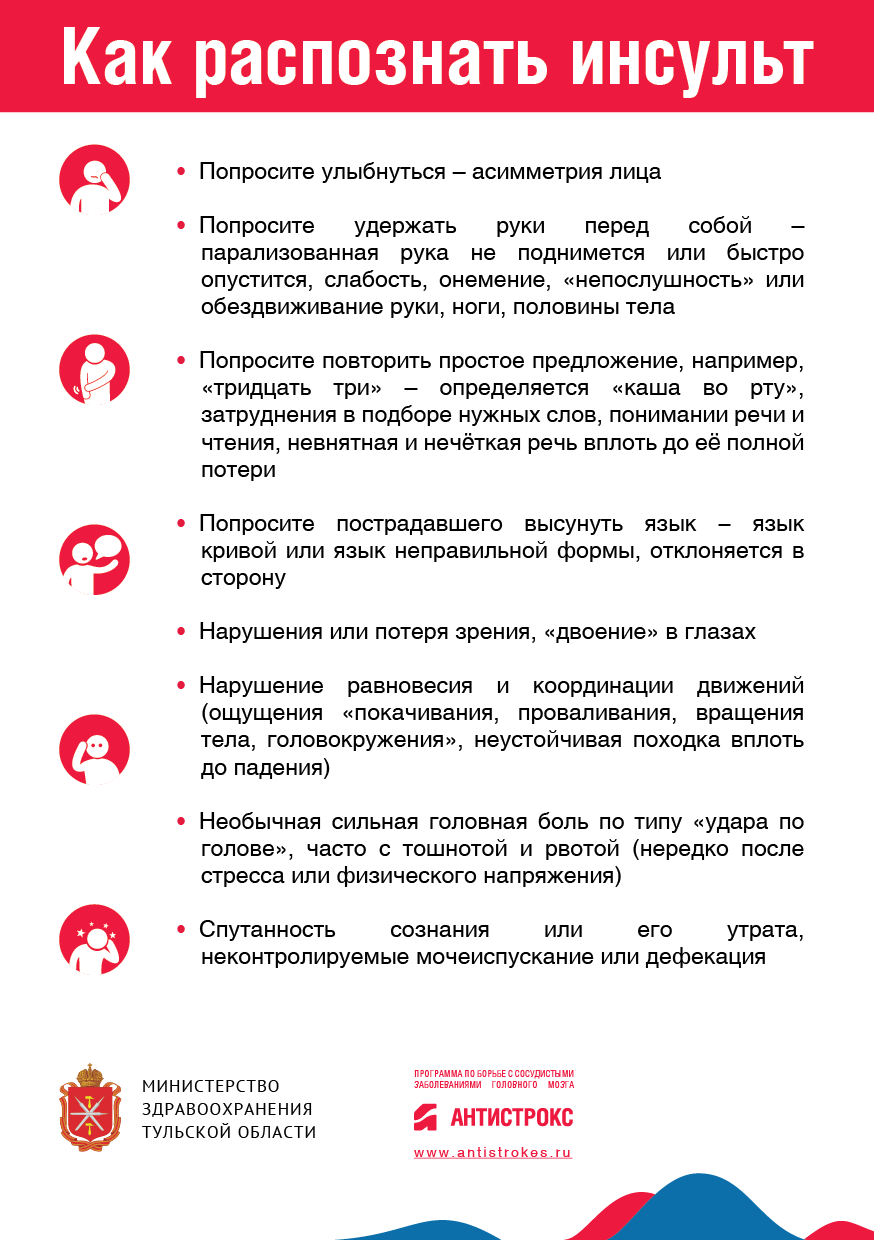 Как распознать инсульт
• Попросите улыбнуться – асимметрия лица
• Попросите удержать руки перед собой –
парализованная рука не поднимется или быстро
опустится, слабость, онемение, «непослушность» или
обездвиживание руки, ноги, половины тела
• Попросите повторить простое предложение, например,
«тридцать три» – определяется «каша во рту»,
затруднения в подборе нужных слов, понимании речи и
чтения, невнятная и нечёткая речь вплоть до её полной
потери
• Попросите пострадавшего высунуть язык – язык
кривой или язык неправильной формы, отклоняется в
сторону
• Нарушения или потеря зрения, «двоение» в глазах
• Нарушение равновесия и координации движений
(ощущения «покачивания, проваливания, вращения
тела, головокружения», неустойчивая походка вплоть
до падения)
• Необычная сильная головная боль по типу «удара по
голове», часто с тошнотой и рвотой (нередко после
стресса или физического напряжения)
• Спутанность сознания или его утрата,
неконтролируемые мочеиспускание или дефекация
МИНИСТЕРСТВО
ЗДРАВООХРАНЕНИЯ
ТУЛЬСКОЙ ОБЛАСТИ
ПРОГРАММА ПО БОРЬБЕ С СОСУДИСТЫМИ
ЗАБОЛЕВАНИЯМИ ГОЛОВНОГО МОЗГА
АНТИСТРОКС
www.antistrokes.ru